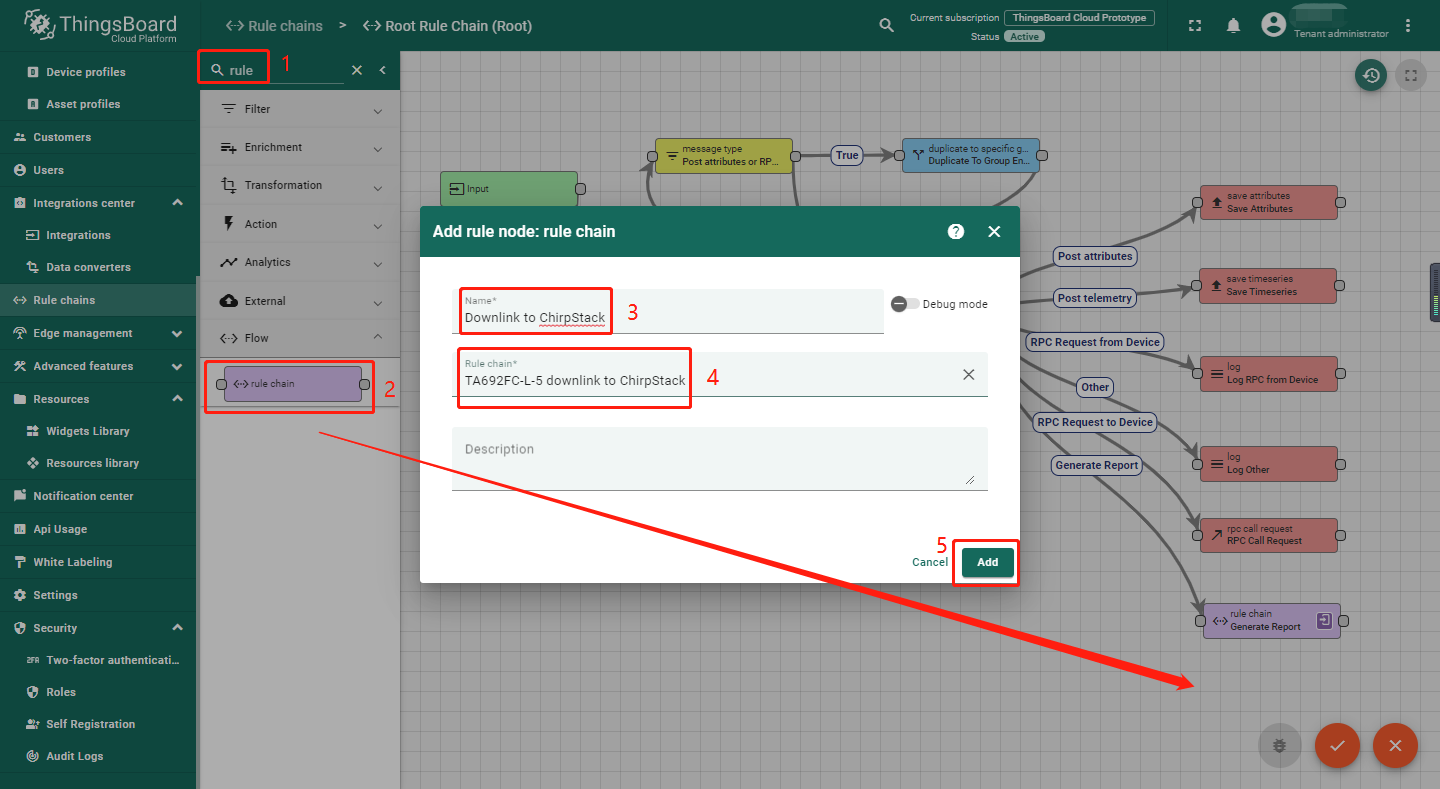 ThingsBoard
Cloud Platform
Rule chains > Root Rule Chain (Root)
Current subscription ThingsBoard Cloud Prototype
Status Active
Tenant administrator
Device profiles
Asset profiles
Customers
Users
Integrations center
Integrations
Data converters
Rule chains
Edge management
Advanced features
Resources
Widgets Library
Resources library
Notification center
Api Usage
White Labeling
Settings
Security
2FR Two-factor authenticati...
Roles
Self Registration
Audit Logs
rule 1
Filter
Enrichment
Transformation
Action
Analytics
External
Flow
rule chain 2
Input
message type
Post attributes or RP...
True
duplicate to specific g...
Duplicate To Group En...
Post attributes
Post telemetry
RPC Request from Device
Other
RPC Request to Device
Generate Report
save attributes
Save Attributes
save timeseries
Save Timeseries
log
Log RPC from Device
log
Log Other
rpc call request
RPC Call Request
rule chain
Generate Report
Add rule node: rule chain
Name*
Downlink to ChirpStack 3
Debug mode
Rule chain*
TA692FC-L-5 downlink to ChirpStack 4
Description
5
Cancel Add